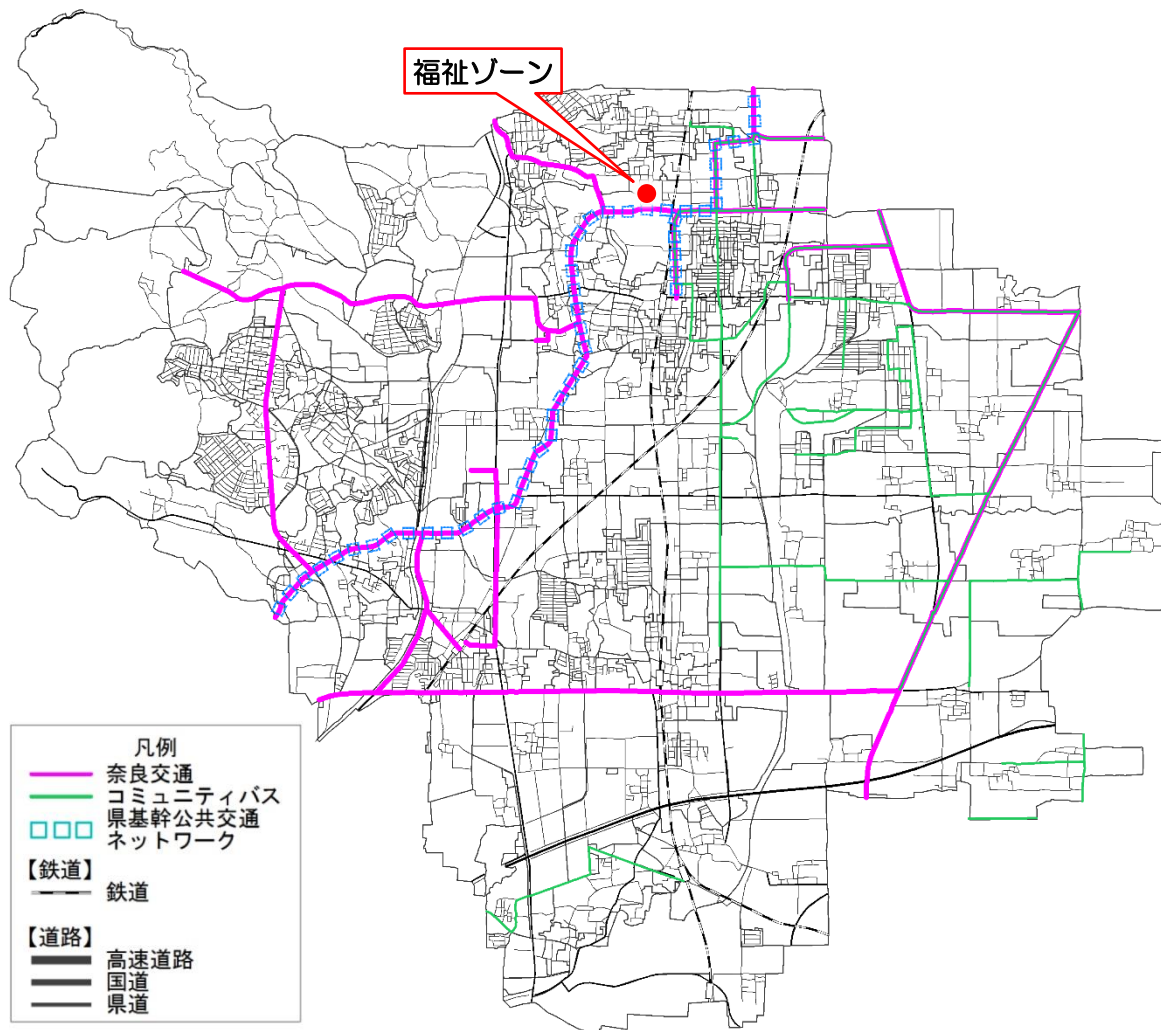 福祉ゾーン
凡例
奈良交通
コミュニティバス
県基幹公共交通
ネットワーク
【鉄道】
鉄道
【道路】
高速道路
国道
県道